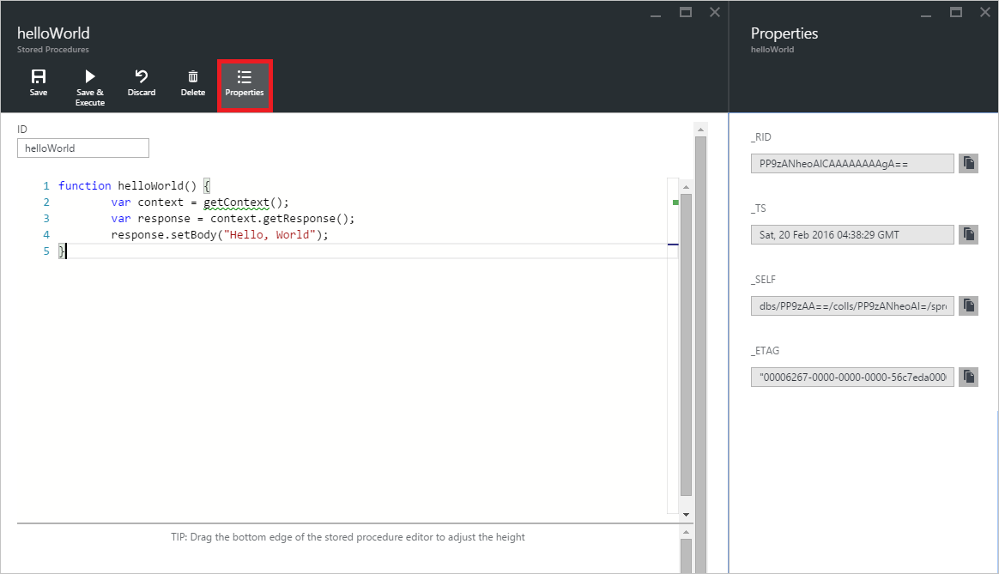 helloWorld
Stored Procedures
Save
Save &
Execute
Discard
Delete
Properties
ID
helloWorld
1 function helloWorld() {
2 var context = getContext();
3 var response = context.getResponse();
4 response.setBody("Hello, World");
5 }
TIP: Drag the bottom edge of the stored procedure editor to adjust the height
Properties
helloWorld
_RID
_TS
Sat, 20 Feb 2016 04:38:29 GMT
_SELF
dbs/PP9zAA==/colls/PP9zANheoAI=/spr
_ETAG
"00006267-0000-0000-0000-56c7eda000